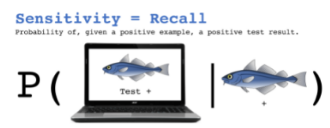 Sensitivity = Recall
Probability of, given a positive example, a positive test result.
P( Test + | + )